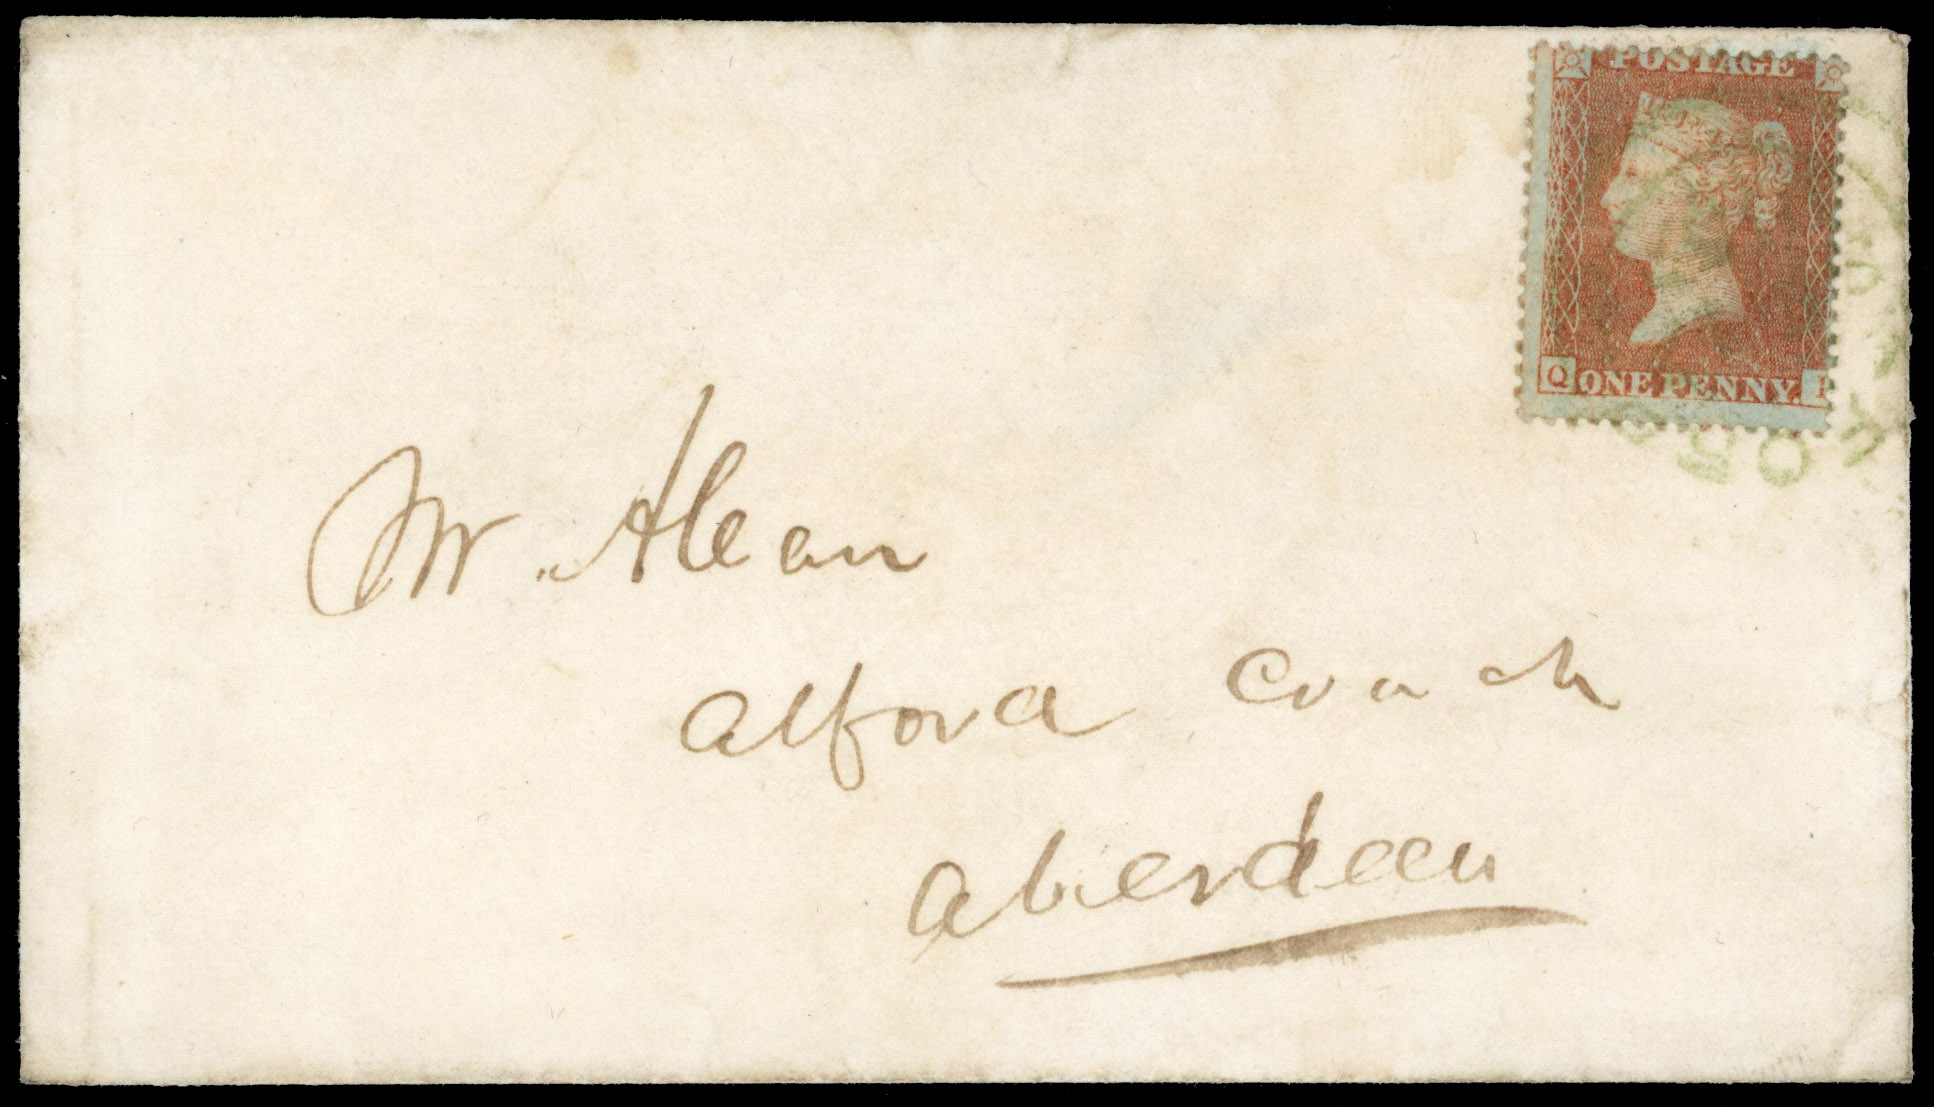 POSTAGE
Q ONE PENNY.
Mr. Alean
Alford Coach
Aberdeen